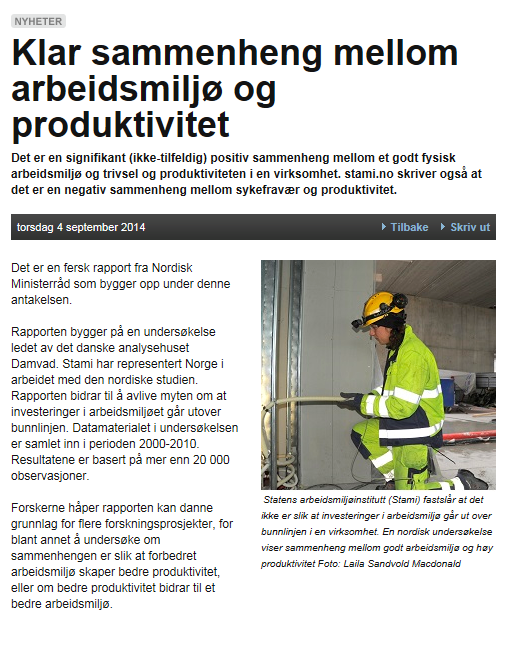 NYHETER
Klar sammenheng mellom
arbeidsmiljø og
produktivitet
Det er en signifikant (ikke-tilfeldig) positiv sammenheng mellom et godt fysisk
arbeidsmiljø og trivsel og produktiviteten i en virksomhet. stami.no skriver også at
det er en negativ sammenheng mellom sykefravær og produktivitet.
torsdag 4 september 2014
Tilbake
Skriv ut
Det er en fersk rapport fra Nordisk
Ministerråd som bygger opp under denne
antakelsen.
Rapporten bygger på en undersøkelse
ledet av det danske analysehuset
Damvad. Stami har representert Norge i
arbeidet med den nordiske studien.
Rapporten bidrar til å avlive myten om at
investeringer i arbeidsmiljøet går utover
bunnlinjen. Datamaterialet i undersøkelsen
er samlet inn i perioden 2000-2010.
Resultatene er basert på mer enn 20 000
observasjoner.
Forskerne håper rapporten kan danne
grunnlag for flere forskningsprosjekter, for
blant annet å undersøke om
sammenhengen er slik at forbedret
arbeidsmiljø skaper bedre produktivitet,
eller om bedre produktivitet bidrar til et
bedre arbeidsmiljø.
Statens arbeidsmiljøinstitutt (Stami) fastslår at det
ikke er slik at investeringer i arbeidsmiljø går ut over
bunnlinjen i en virksomhet. En nordisk undersøkelse
viser sammenheng mellom godt arbeidsmiljø og høy
produktivitet Foto: Laila Sandvold Macdonald